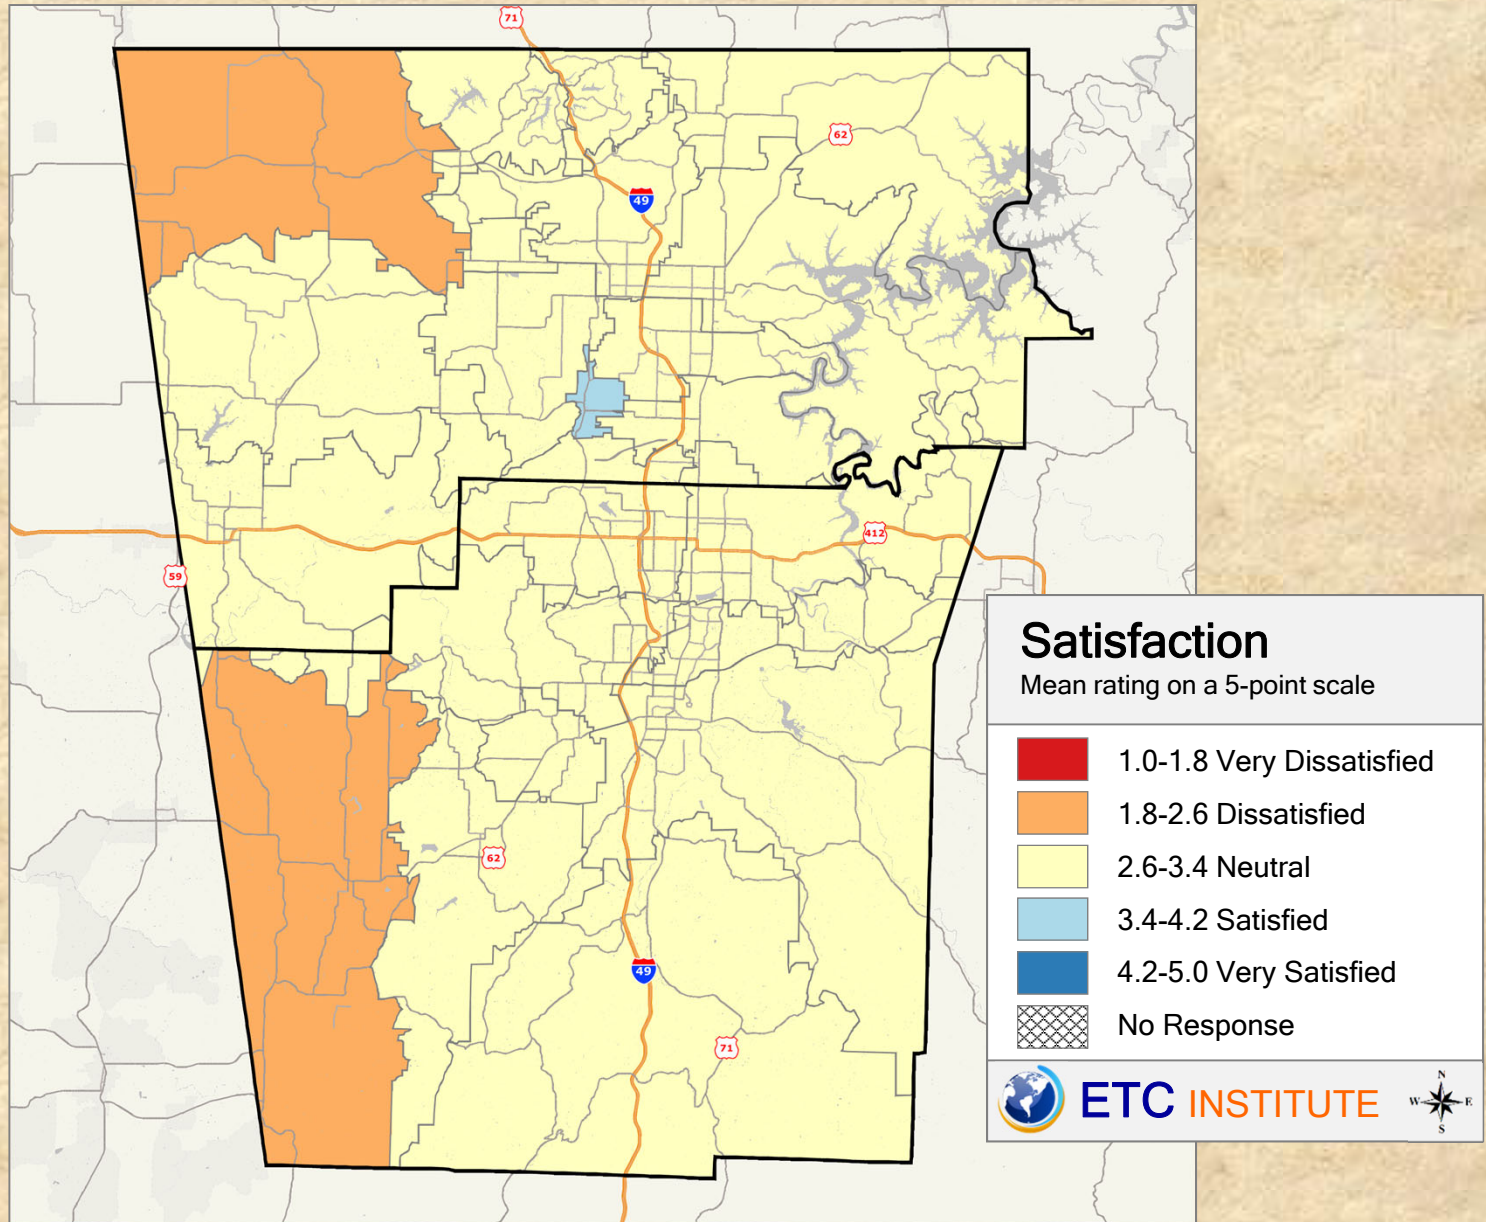 71
62
49
412
59
62
49
71
Satisfaction
Mean rating on a 5-point scale
1.0-1.8 Very Dissatisfied
1.8-2.6 Dissatisfied
2.6-3.4 Neutral
3.4-4.2 Satisfied
4.2-5.0 Very Satisfied
No Response
ETC INSTITUTE
N
W E
S